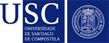 USC
UNIVERSIDADE
DE SANTIAGO
DE COMPOSTELA